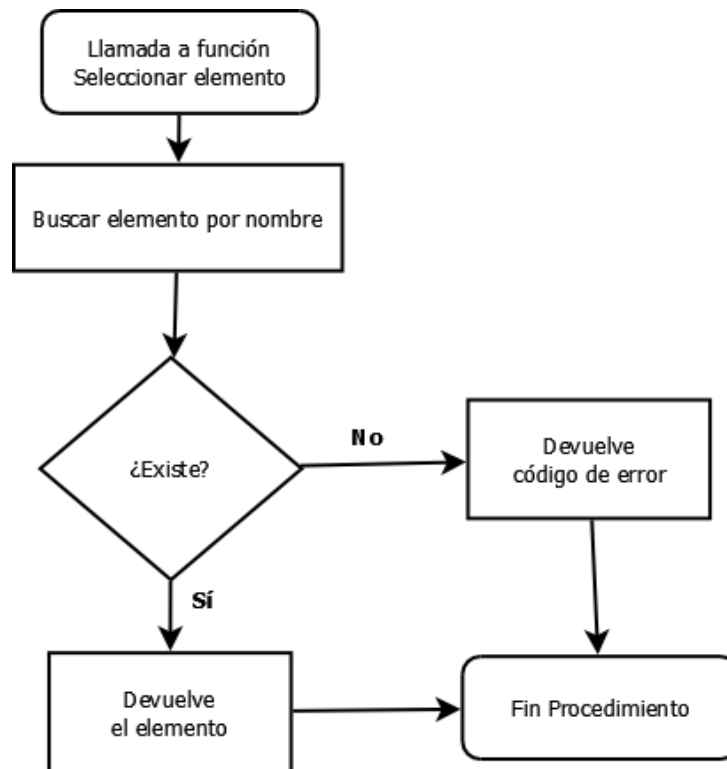 Llamada a función
Seleccionar elemento
Buscar elemento por nombre
¿Existe?
No
Devuelve
código de error
Sí
Devuelve
el elemento
Fin Procedimiento